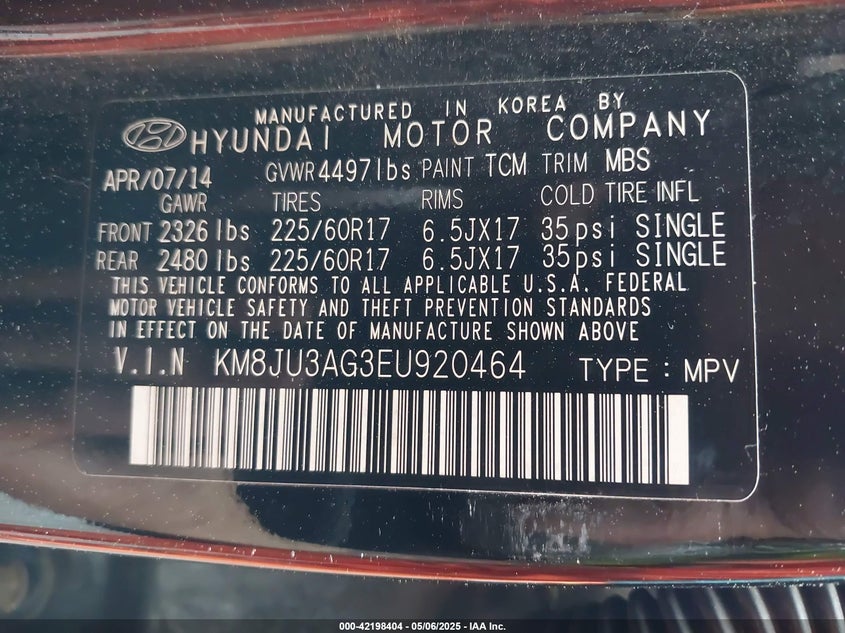 MANUFACTURED IN KOREA BY
HYUNDAI MOTOR COMPANY
APR/07/14 GVWR 4497lbs PAINT TCM TRIM MBS
GAWR TIRES RIMS COLD TIRE INFL
FRONT 2326 lbs 225/60R17 6.5JX17 35psi SINGLE
REAR 2480 lbs 225/60R17 6.5JX17 35psi SINGLE
THIS VEHICLE CONFORMS TO ALL APPLICABLE U.S.A. FEDERAL
MOTOR VEHICLE SAFETY AND THEFT PREVENTION STANDARDS
IN EFFECT ON THE DATE OF MANUFACTURE SHOWN ABOVE
V.I.N KM8JU3AG3EU920464 TYPE : MPV
000-42198404 - 05/06/2025 - IAA Inc.